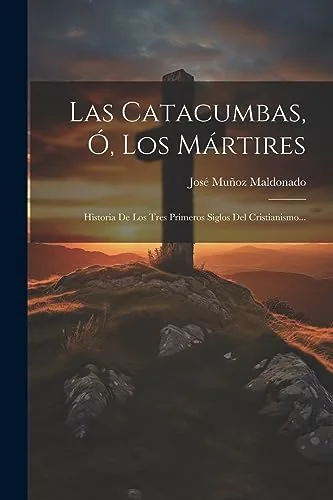 Las Catacumbas,
Ó, Los Mártires
José Muñoz Maldonado
Historia De Los Tres Primeros Siglos Del Cristianismo...